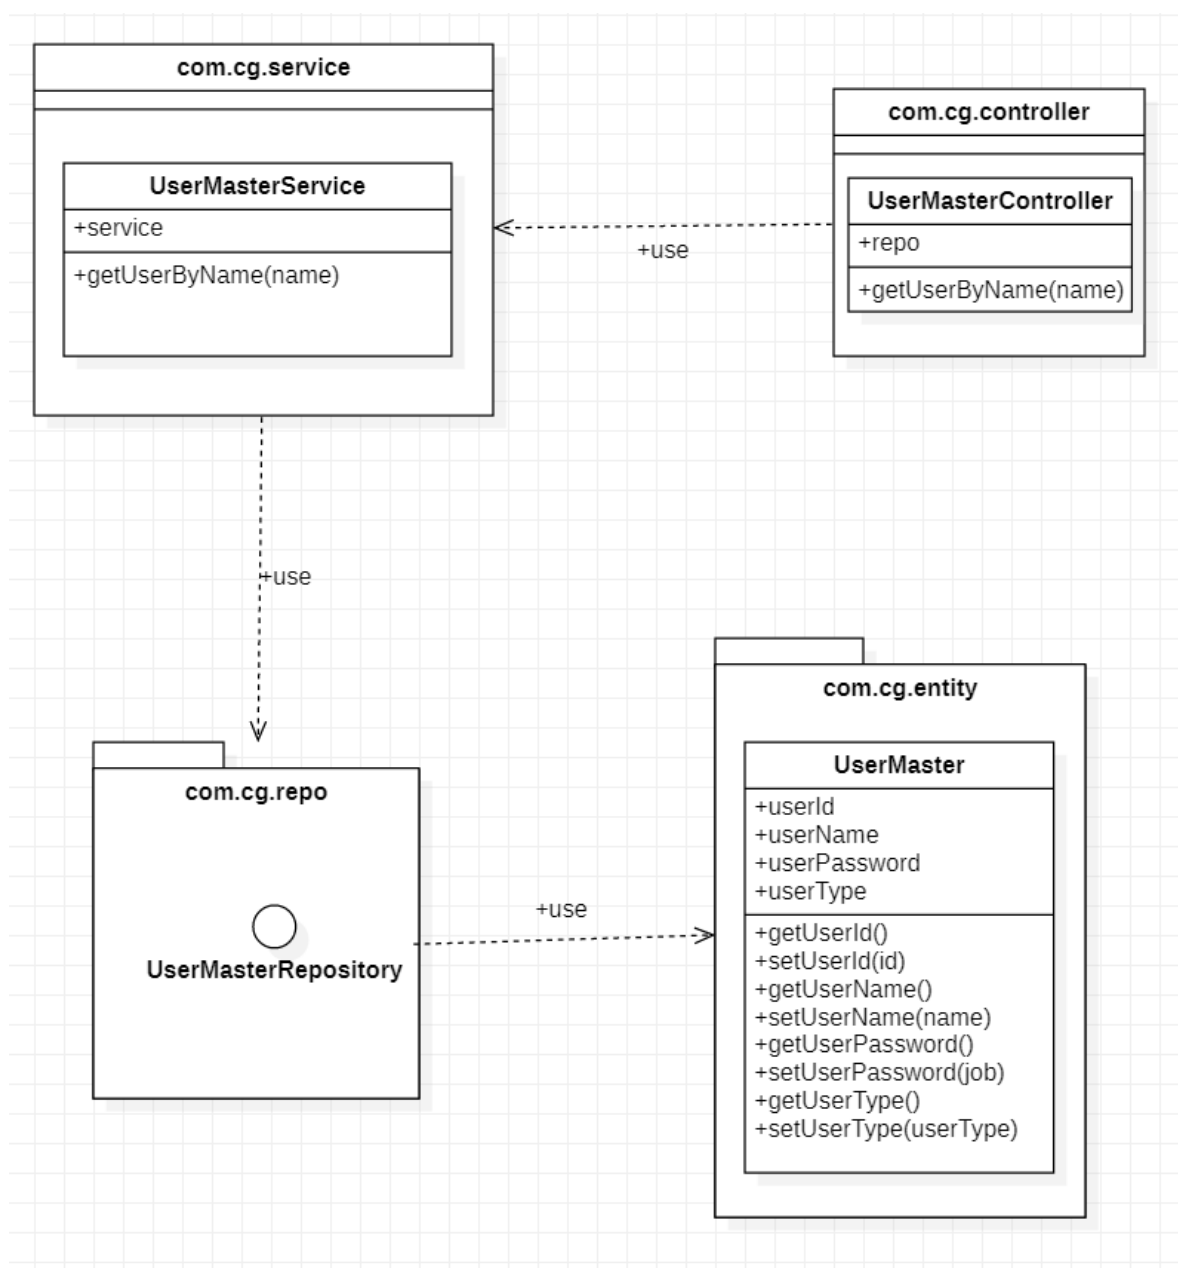 com.cg.service
UserMasterService
+service
+getUserByName(name)
com.cg.controller
UserMasterController
+repo
+getUserByName(name)
+use
+use
com.cg.repo
UserMasterRepository
+use
com.cg.entity
UserMaster
+userId
+userName
+userPassword
+userType
+getUserId()
+setUserId(id)
+getUserName()
+setUserName(name)
+getUserPassword()
+setUserPassword(job)
+getUserType()
+setUserType(userType)